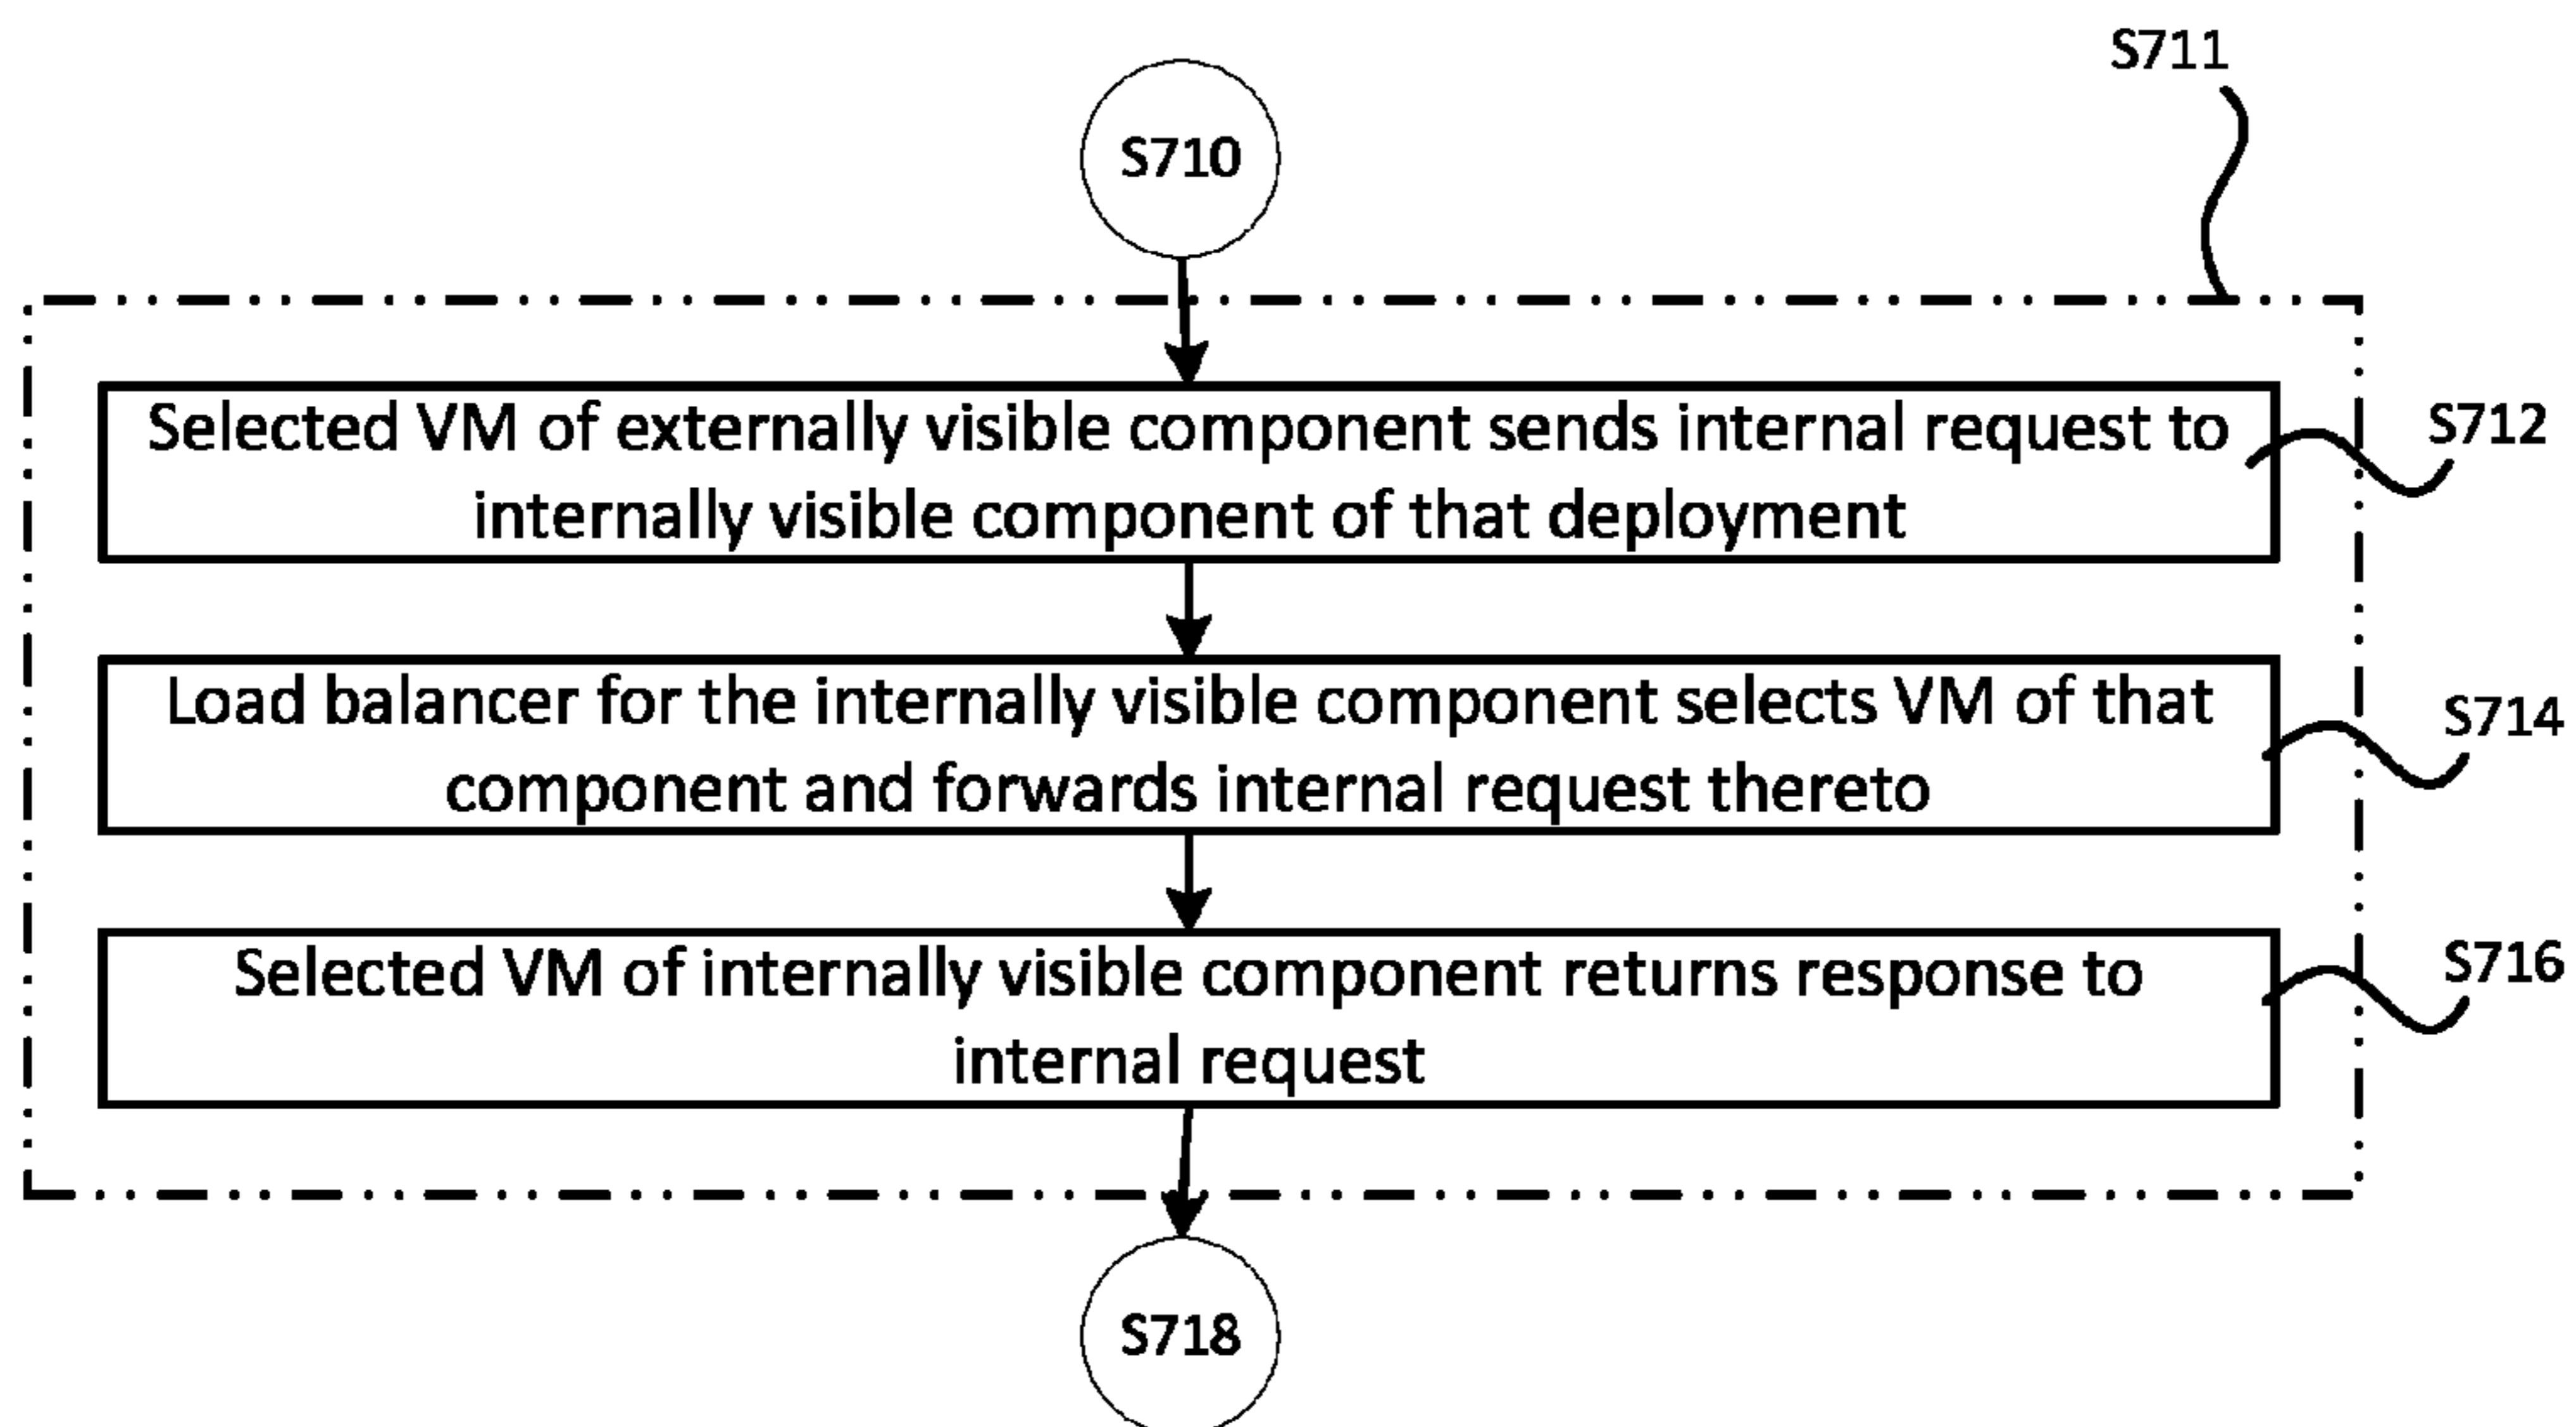 S711
S710
Selected VM of externally visible component sends internal request to
internally visible component of that deployment
S712
Load balancer for the internally visible component selects VM of that
component and forwards internal request thereto
S714
Selected VM of internally visible component returns response to
internal request
S716
S718